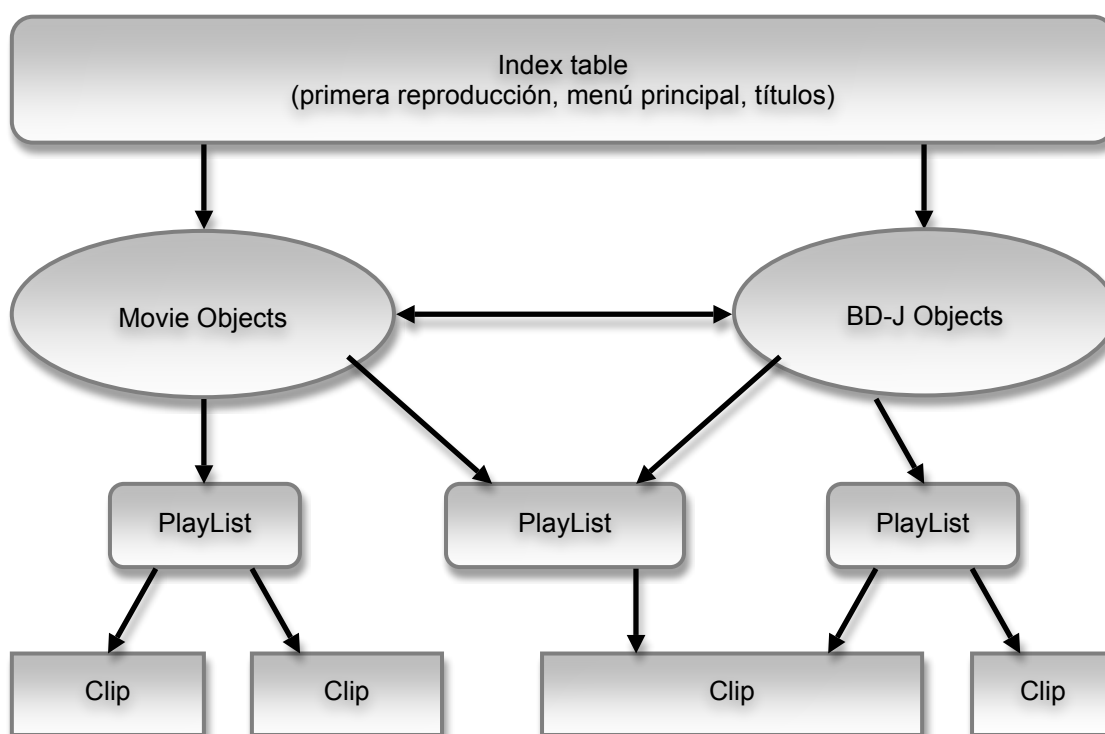 Index table
(primera reproducción, menú principal, títulos)
Movie Objects
BD-J Objects
PlayList
PlayList
PlayList
Clip
Clip
Clip
Clip